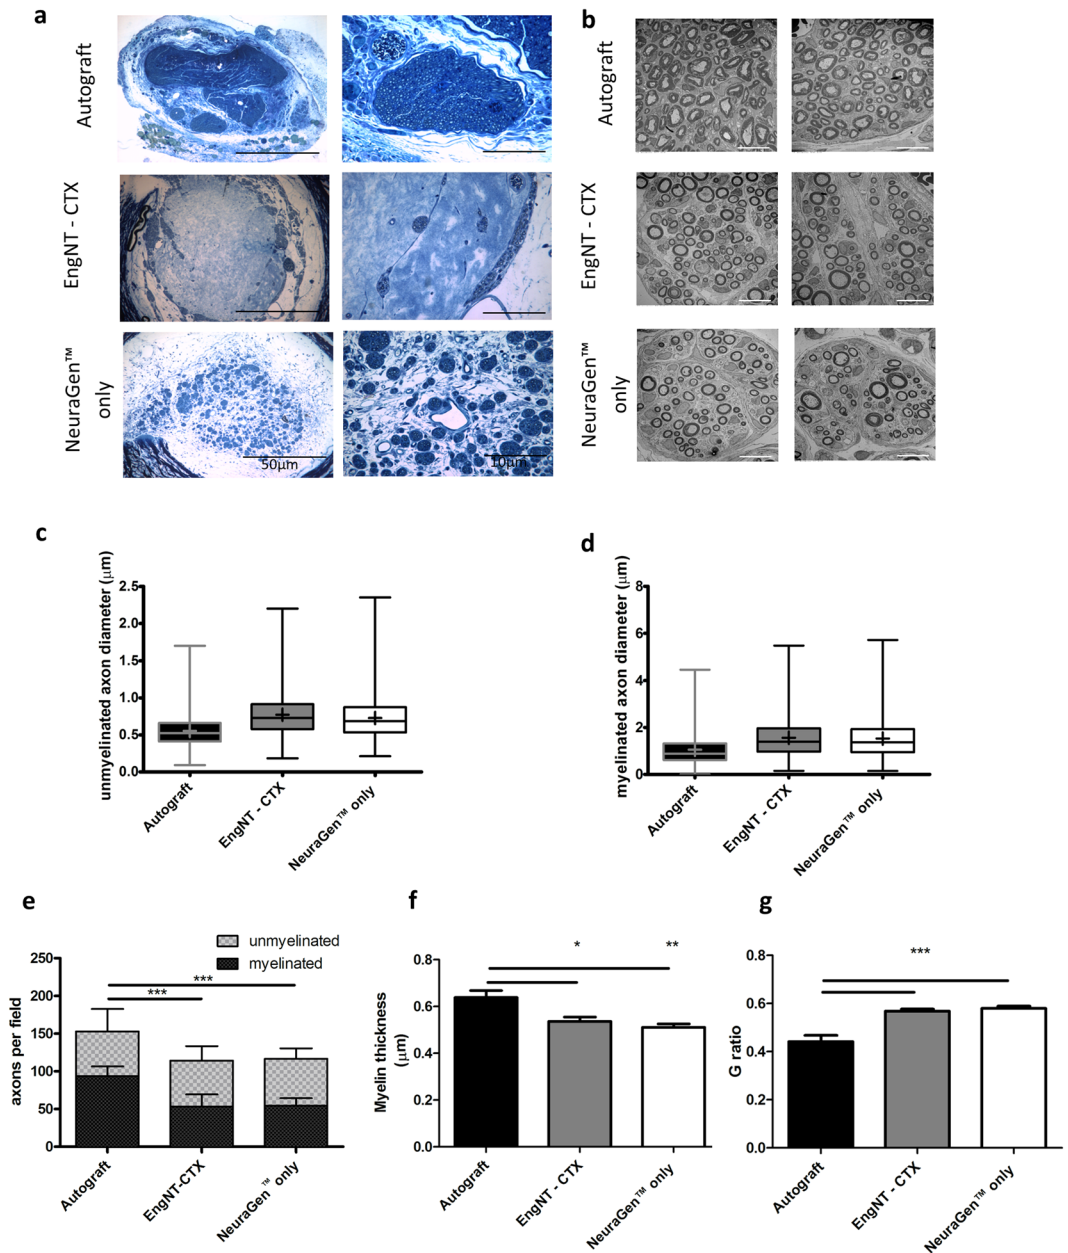 a
b
Autograft
EngNT - CTX
NeuraGen™
only
50µm
10µm
Autograft
EngNT - CTX
NeuraGen™
only
c
d
unmyelinated axon diameter (µm)
2.5
2.0
1.5
1.0
0.5
0.0
Autograft
EngNT - CTX
NeuraGen™ only
myelinated axon diameter (µm)
8
6
4
2
0
Autograft
EngNT - CTX
NeuraGen™ only
e
f
g
unmyelinated
myelinated
axons per field
250
200
150
100
50
0
***
***
Autograft
EngNT-CTX
NeuraGen™ only
Myelin thickness
(µm)
0.8
0.6
0.4
0.2
0.0
*
**
Autograft
EngNT - CTX
NeuraGen™ only
G ratio
0.8
0.6
0.4
0.2
0.0
***
Autograft
EngNT - CTX
NeuraGen™ only